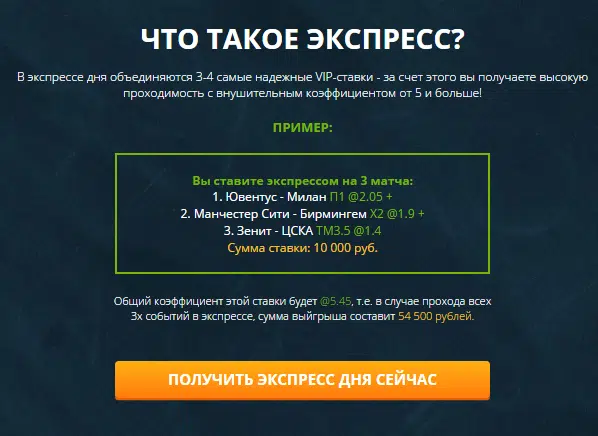 ЧТО ТАКОЕ ЭКСПРЕСС?
В экспрессе дня объединяются 3-4 самые надежные VIP-ставки - за счет этого вы получаете высокую
проходимость с внушительным коэффициентом от 5 и больше!
ПРИМЕР:
Вы ставите экспрессом на 3 матча:
1. Ювентус - Милан П1 @2.05 +
2. Манчестер Сити - Бирмингем Х2 @1.9 +
3. Зенит - ЦСКА ТМ3.5 @1.4
Сумма ставки: 10 000 руб.
Общий коэффициент этой ставки будет @5.45, т.е. в случае прохода всех
3х событий в экспрессе, сумма выйгрыша составит 54 500 рублей.
ПОЛУЧИТЬ ЭКСПРЕСС ДНЯ СЕЙЧАС